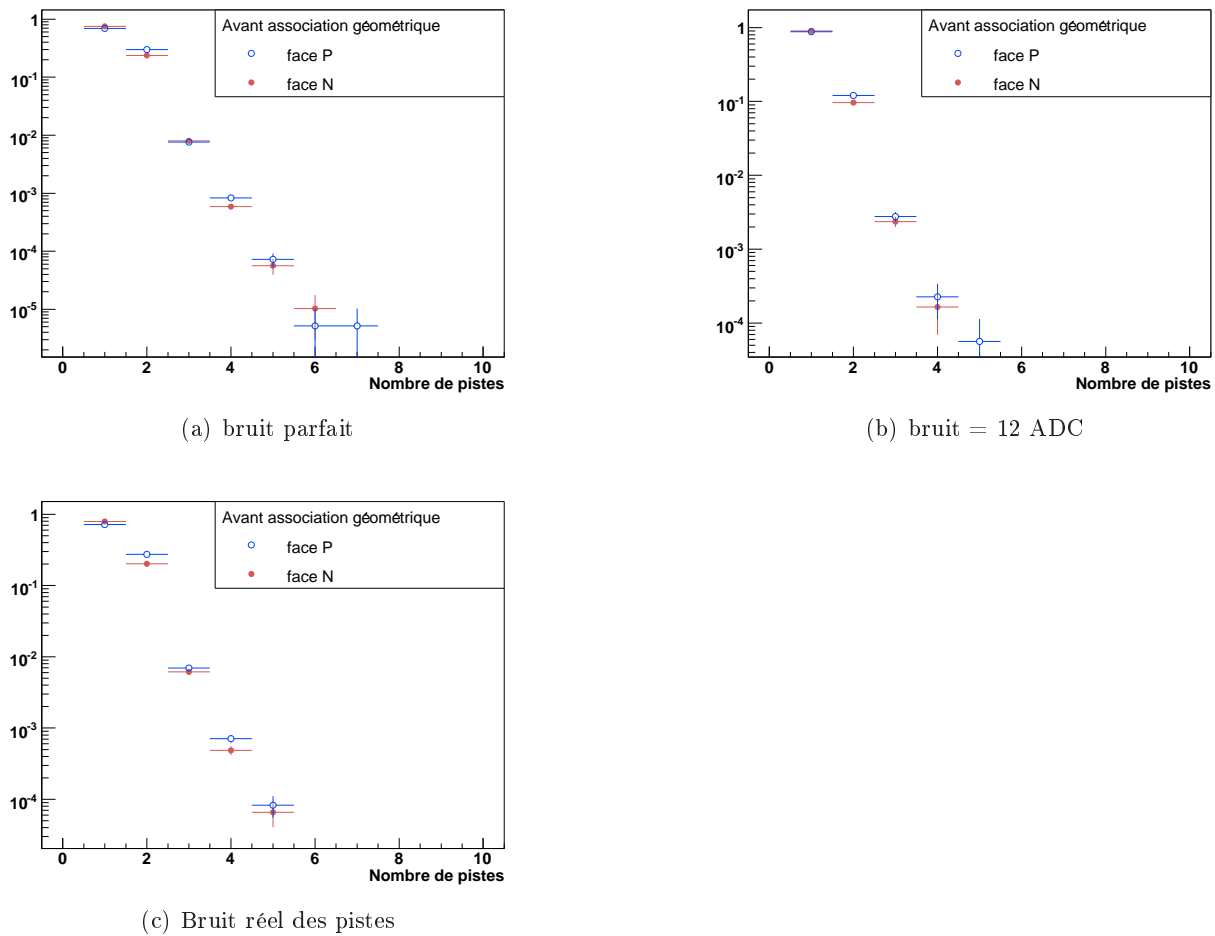 Avant association géométrique
face P
face N
1
10-1
10-2
10-3
10-4
10-5
0 2 4 6 8 10
Nombre de pistes
(a) bruit parfait
Avant association géométrique
face P
face N
1
10-1
10-2
10-3
10-4
0 2 4 6 8 10
Nombre de pistes
(b) bruit = 12 ADC
Avant association géométrique
face P
face N
1
10-1
10-2
10-3
10-4
0 2 4 6 8 10
Nombre de pistes
(c) Bruit réel des pistes